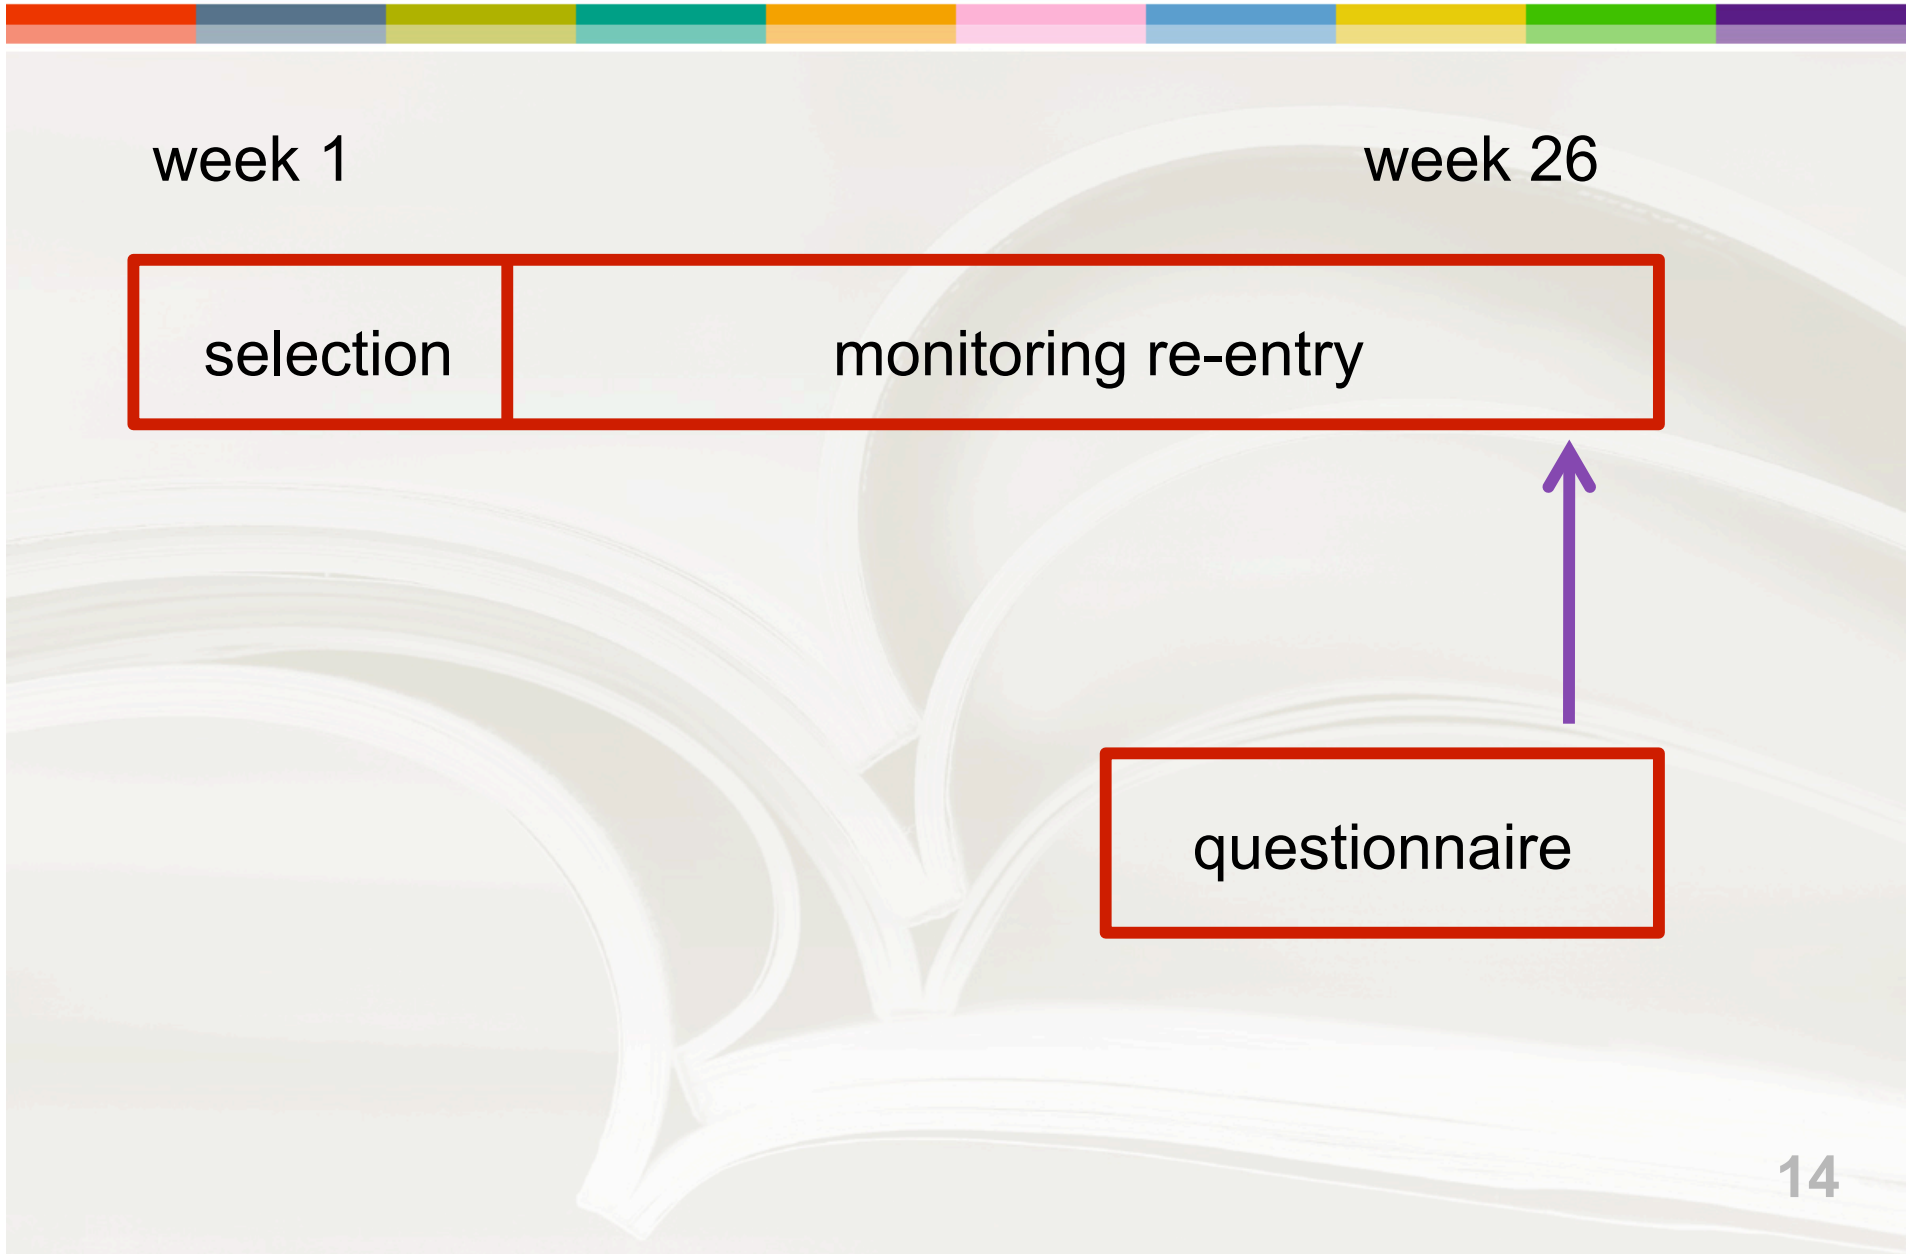 week 1
week 26
selection
monitoring re-entry
questionnaire
14